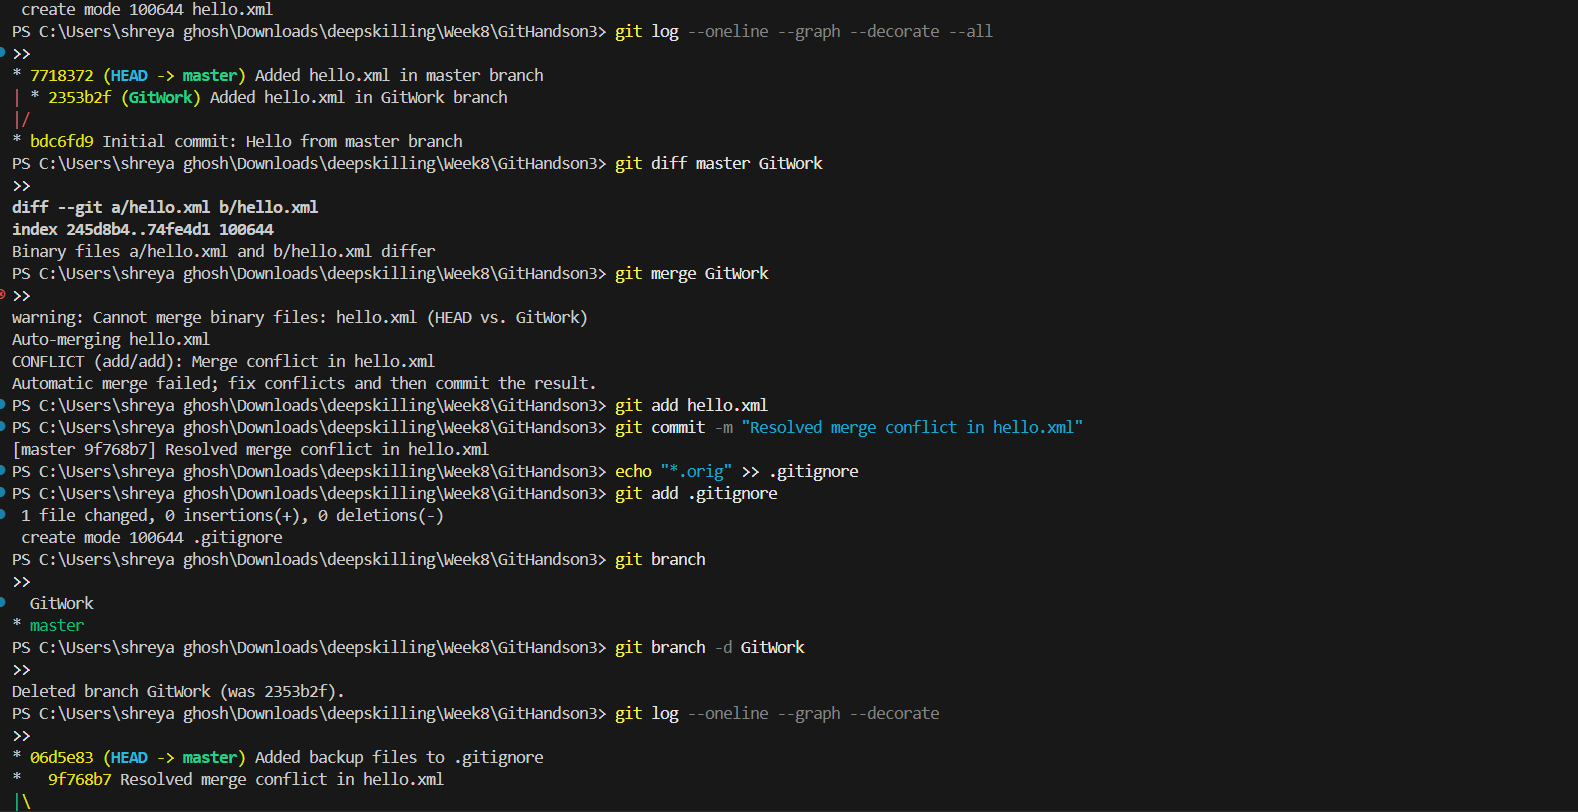 create mode 100644 hello.xml
PS C:\Users\shreya ghosh\Downloads\deepskilling\Week8\GitHandson3> git log --oneline --graph --decorate --all
>>
* 7718372 (HEAD -> master) Added hello.xml in master branch
| * 2353b2f (GitWork) Added hello.xml in GitWork branch
|/
* bdc6fd9 Initial commit: Hello from master branch
PS C:\Users\shreya ghosh\Downloads\deepskilling\Week8\GitHandson3> git diff master GitWork
>>
diff --git a/hello.xml b/hello.xml
index 245d8b4..74fe4d1 100644
Binary files a/hello.xml and b/hello.xml differ
PS C:\Users\shreya ghosh\Downloads\deepskilling\Week8\GitHandson3> git merge GitWork
>>
warning: Cannot merge binary files: hello.xml (HEAD vs. GitWork)
Auto-merging hello.xml
CONFLICT (add/add): Merge conflict in hello.xml
Automatic merge failed; fix conflicts and then commit the result.
PS C:\Users\shreya ghosh\Downloads\deepskilling\Week8\GitHandson3> git add hello.xml
PS C:\Users\shreya ghosh\Downloads\deepskilling\Week8\GitHandson3> git commit -m "Resolved merge conflict in hello.xml"
[master 9f768b7] Resolved merge conflict in hello.xml
PS C:\Users\shreya ghosh\Downloads\deepskilling\Week8\GitHandson3> echo "*.orig" >> .gitignore
PS C:\Users\shreya ghosh\Downloads\deepskilling\Week8\GitHandson3> git add .gitignore
1 file changed, 0 insertions(+), 0 deletions(-)
create mode 100644 .gitignore
PS C:\Users\shreya ghosh\Downloads\deepskilling\Week8\GitHandson3> git branch
>>
GitWork
* master
PS C:\Users\shreya ghosh\Downloads\deepskilling\Week8\GitHandson3> git branch -d GitWork
>>
Deleted branch GitWork (was 2353b2f).
PS C:\Users\shreya ghosh\Downloads\deepskilling\Week8\GitHandson3> git log --oneline --graph --decorate
>>
* 06d5e83 (HEAD -> master) Added backup files to .gitignore
*   9f768b7 Resolved merge conflict in hello.xml
|\